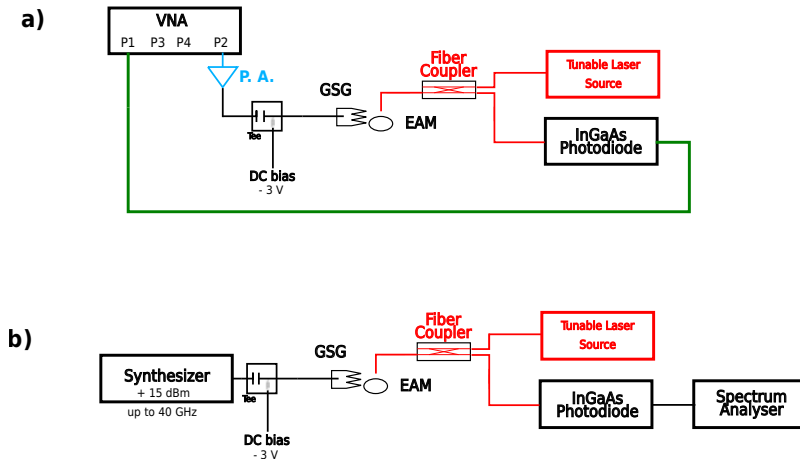 a)
VNA
P1 P3 P4 P2
P. A.
Tee
DC bias
- 3 V
GSG
EAM
Fiber
Coupler
Tunable Laser
Source
InGaAs
Photodiode
b)
Synthesizer
+ 15 dBm
up to 40 GHz
Tee
DC bias
- 3 V
GSG
EAM
Fiber
Coupler
Tunable Laser
Source
InGaAs
Photodiode
Spectrum
Analyser